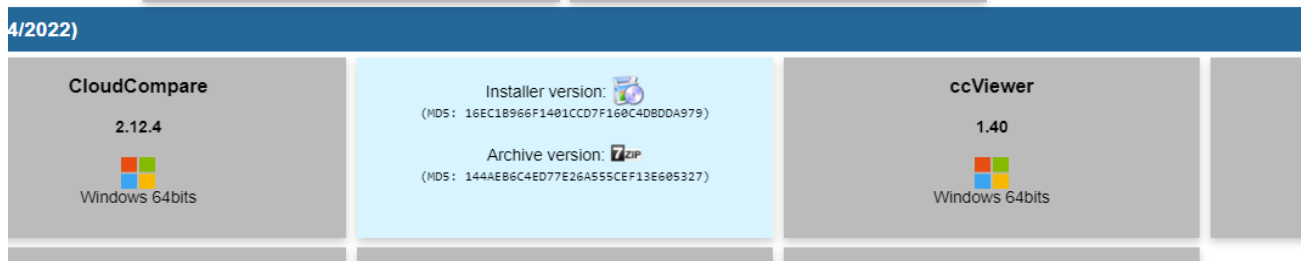 4/2022)
CloudCompare
2.12.4
Windows 64bits
Installer version:
(MD5: 16EC1B966F1401CCD7F160C4DBDDA979)
Archive version: 7ZIP
(MD5: 144AEB6C4ED77E26A555CEF13E605327)
ccViewer
1.40
Windows 64bits